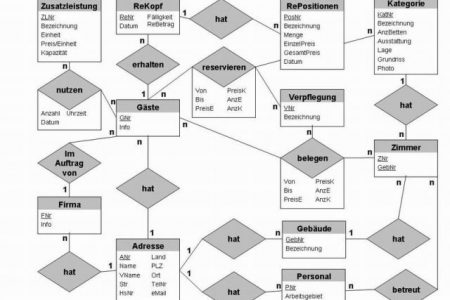 Zusatzleistung
ZLNr
Bezeichnung
Einheit
Preis/Einheit
Kapazität
ReKopf
ReNr Fälligkeit
Datum ReBetrag
1
n
hat
RePositionen
PosNr
Bezeichnung
Menge
EinzelPreis
GesamtPreis
Datum
Kategorie
KatNr
Bezeichnung
AnzBetten
Ausstattung
Lage
Grundriss
Photo
n
n
n
erhalten
reservieren
n
nutzen
Anzahl Uhrzeit
Datum
n
1
n
Von PreisK
Bis AnzE
PreisE AnzK
Verpflegung
VNr
Bezeichnung
1
hat
n
Gäste
GNr
Info
n
n
1
n
belegen
n
Von PreisK
Bis AnzE
PreisE AnzK
Zimmer
ZNr
GebNr
Im
Auftrag
von
1
hat
n
n
Firma
FNr
Info
n
hat
1
1
Adresse
ANr Land
Name PLZ
VName Ort
Str TelNr
HsNr eMail
1
1
hat
n
Gebäude
GebNr
Bezeichnung
1
hat
hat
n
Personal
PNr
Arbeitsgebiet
n
betreut